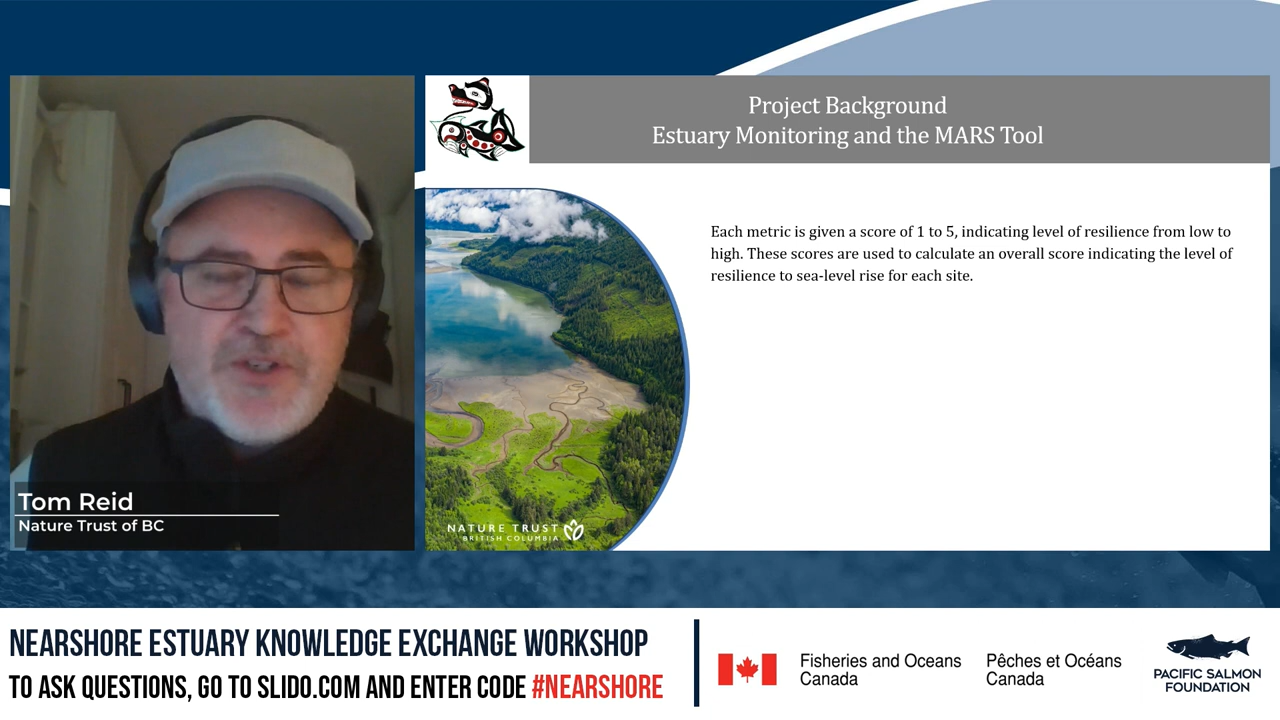 Project Background
Estuary Monitoring and the MARS Tool
Each metric is given a score of 1 to 5, indicating level of resilience from low to
high. These scores are used to calculate an overall score indicating the level of
resilience to sea-level rise for each site.
NATURE TRUST
BRITISH COLUMBIA
Tom Reid
Nature Trust of BC
NEARSHORE ESTUARY KNOWLEDGE EXCHANGE WORKSHOP
TO ASK QUESTIONS, GO TO SLIDO.COM AND ENTER CODE #NEARSHORE
Fisheries and Oceans
Canada
Pêches et Océans
Canada
PACIFIC SALMON
FOUNDATION